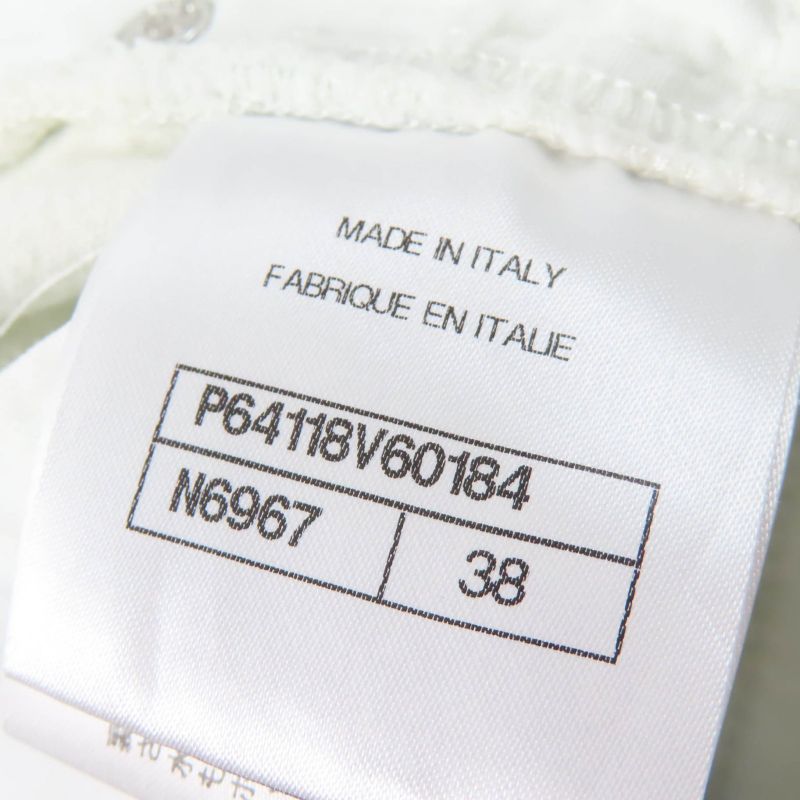 MADE IN ITALY
FABRIQUE EN ITALIE
P64118V60184
N6967 38